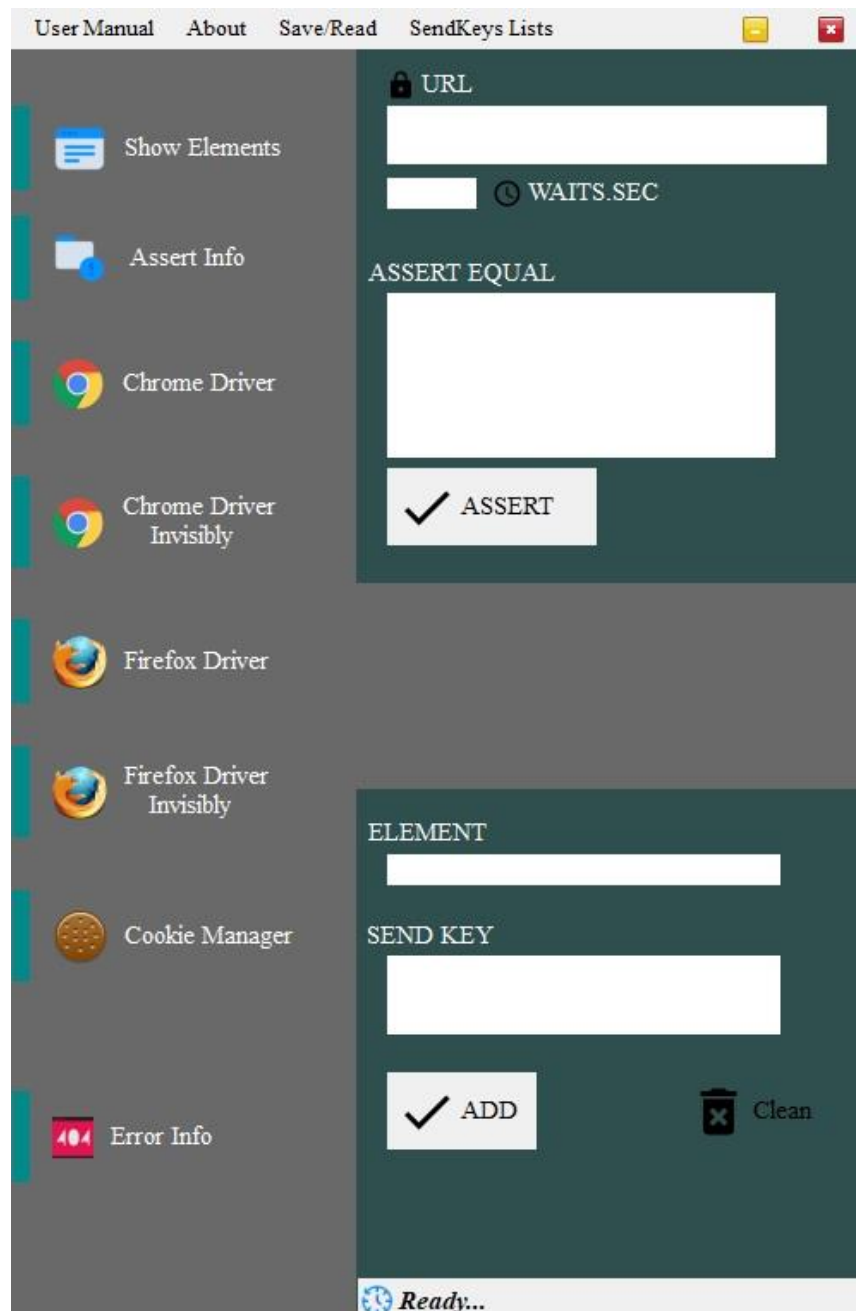 User Manual About Save/Read SendKeys Lists
URL
WAITS.SEC
ASSERT EQUAL
ASSERT
ELEMENT
SEND KEY
ADD
Clean
Ready...
Show Elements
Assert Info
Chrome Driver
Chrome Driver
Invisibly
Firefox Driver
Firefox Driver
Invisibly
Cookie Manager
404
Error Info